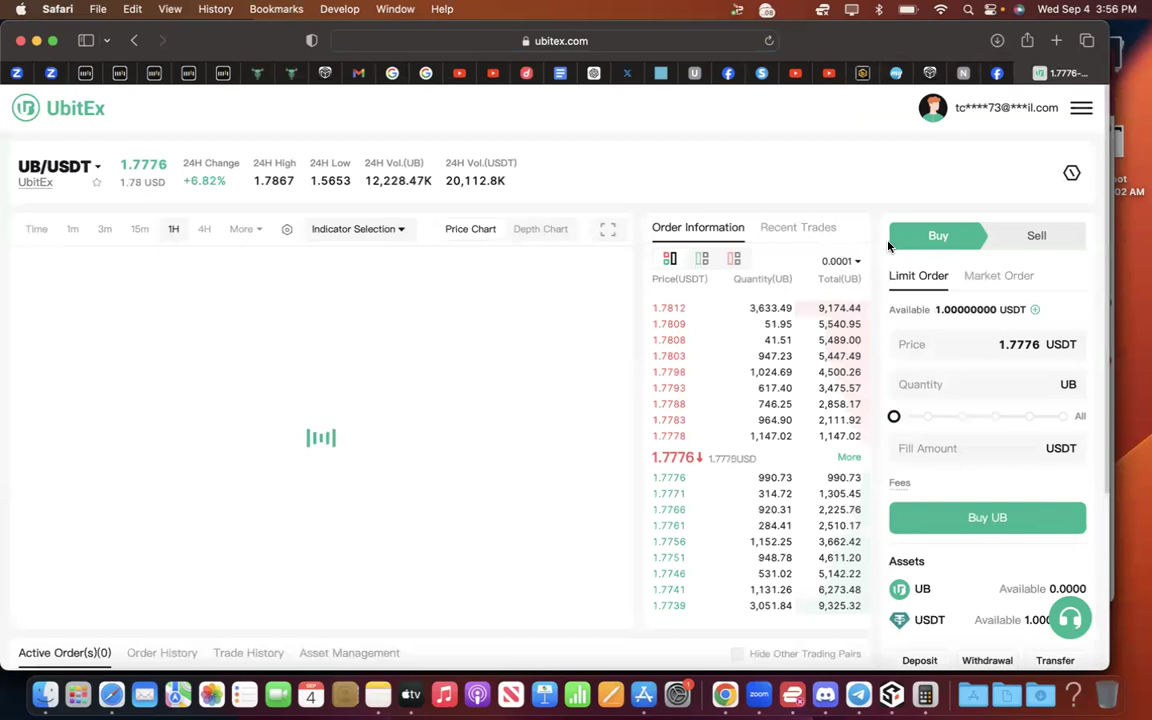 Safari File Edit View History Bookmarks Develop Window Help Wed Sep 4 3:56 PM
ubitex.com
1.7776-...
UbitEx
tc****73@***il.com
UB/USDT 1.7776 24H Change 24H High 24H Low 24H Vol.(UB) 24H Vol.(USDT)
UbitEx 1.78 USD +6.82% 1.7867 1.5653 12,228.47K 20,112.8K
02 AM
Time 1m 3m 15m 1H 4H More Indicator Selection Price Chart Depth Chart
Order Information Recent Trades
0.0001
Price(USDT) Quantity(UB) Total(UB)
1.7812 3,633.49 9,174.44
1.7809 51.95 5,540.95
1.7808 41.51 5,489.00
1.7803 947.23 5,447.49
1.7798 1,024.69 4,500.26
1.7793 617.40 3,475.57
1.7788 746.25 2,858.17
1.7783 964.90 2,111.92
1.7778 1,147.02 1,147.02
1.7776↓ 1.7775USD More
1.7776 990.73 990.73
1.7771 314.72 1,305.45
1.7766 920.31 2,225.76
1.7761 284.41 2,510.17
1.7756 1,152.25 3,662.42
1.7751 948.78 4,611.20
1.7746 531.02 5,142.22
1.7741 1,131.26 6,273.48
1.7739 3,051.84 9,325.32
Buy Sell
Limit Order Market Order
Available 1.00000000 USDT
Price 1.7776 USDT
Quantity UB
All
Fill Amount USDT
Fees
Buy UB
Assets
UB Available 0.0000
USDT Available 1.000
Deposit Withdrawal Transfer
Active Order(s)(0) Order History Trade History Asset Management Hide Other Trading Pairs
SEP
4
tv
zoom